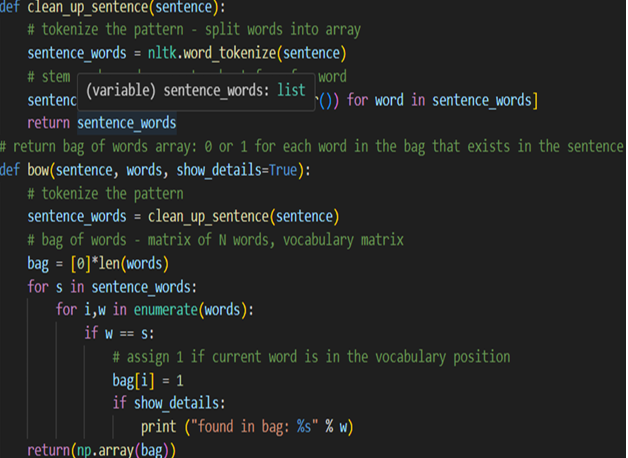 def clean_up_sentence(sentence):
# tokenize the pattern - split words into array
sentence_words = nltk.word_tokenize(sentence)
# stem word
(variable) sentence_words: list
sentenc ()) for word in sentence_words]
return sentence_words
# return bag of words array: 0 or 1 for each word in the bag that exists in the sentence
def bow(sentence, words, show_details=True):
# tokenize the pattern
sentence_words = clean_up_sentence(sentence)
# bag of words - matrix of N words, vocabulary matrix
bag = [0]*len(words)
for s in sentence_words:
for i,w in enumerate(words):
if w == s:
# assign 1 if current word is in the vocabulary position
bag[i] = 1
if show_details:
print ("found in bag: %s" % w)
return(np.array(bag))